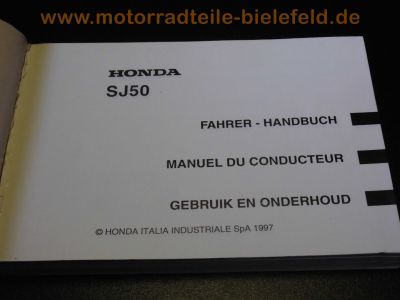 www.motorradteile-bielefeld.de
HONDA
SJ50
FAHRER - HANDBUCH
MANUEL DU CONDUCTEUR
GEBRUIK EN ONDERHOUD
© HONDA ITALIA INDUSTRIALE SpA 1997